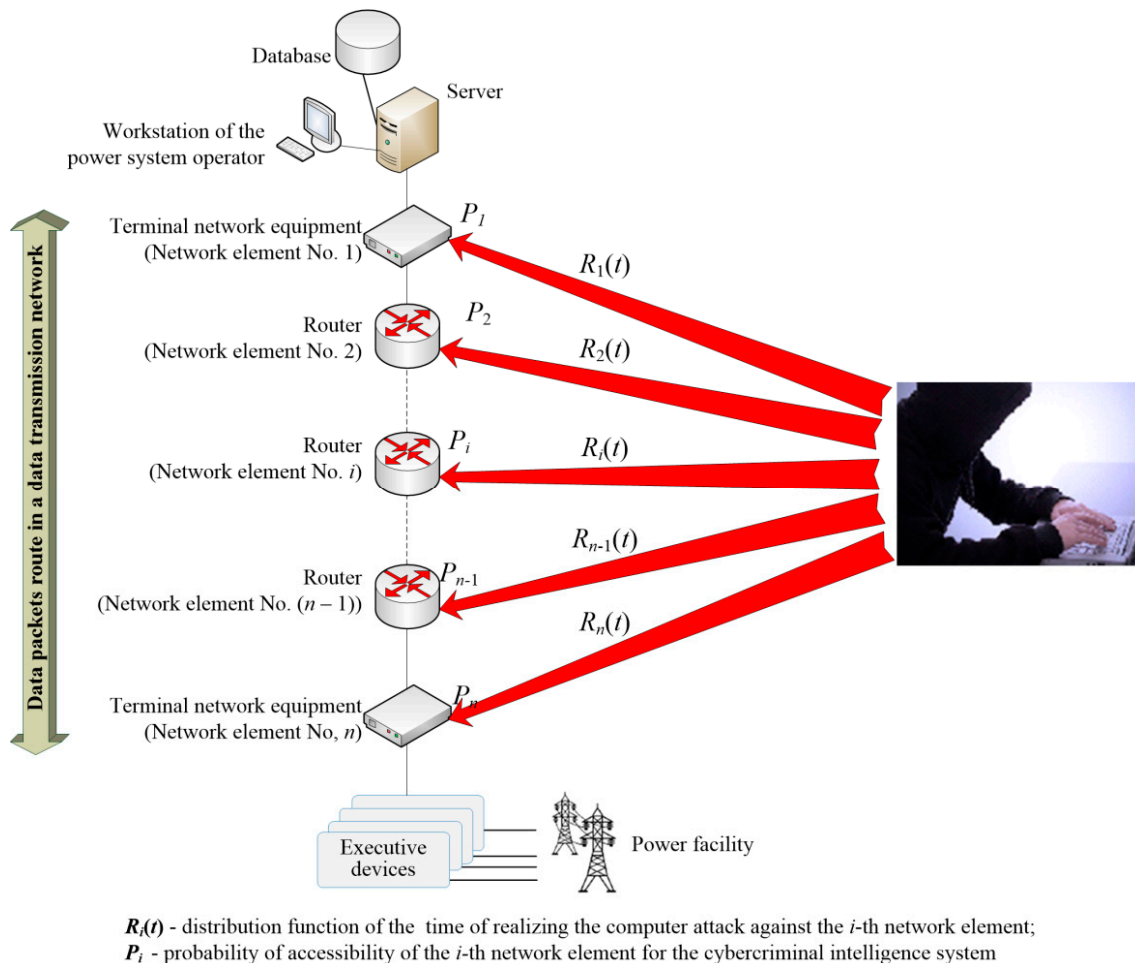 Database
Server
Workstation of the
power system operator
Data packets route in a data transmission network
Terminal network equipment
(Network element No. 1)
P1
R1(t)
Router
(Network element No. 2)
P2
R2(t)
Router
(Network element No. i)
Pi
Ri(t)
Router
(Network element No. (n – 1))
Pn-1
Rn-1(t)
Terminal network equipment
(Network element No, n)
Pn
Rn(t)
Executive
devices
Power facility
Ri(t) - distribution function of the time of realizing the computer attack against the i-th network element;
Pi - probability of accessibility of the i-th network element for the cybercriminal intelligence system